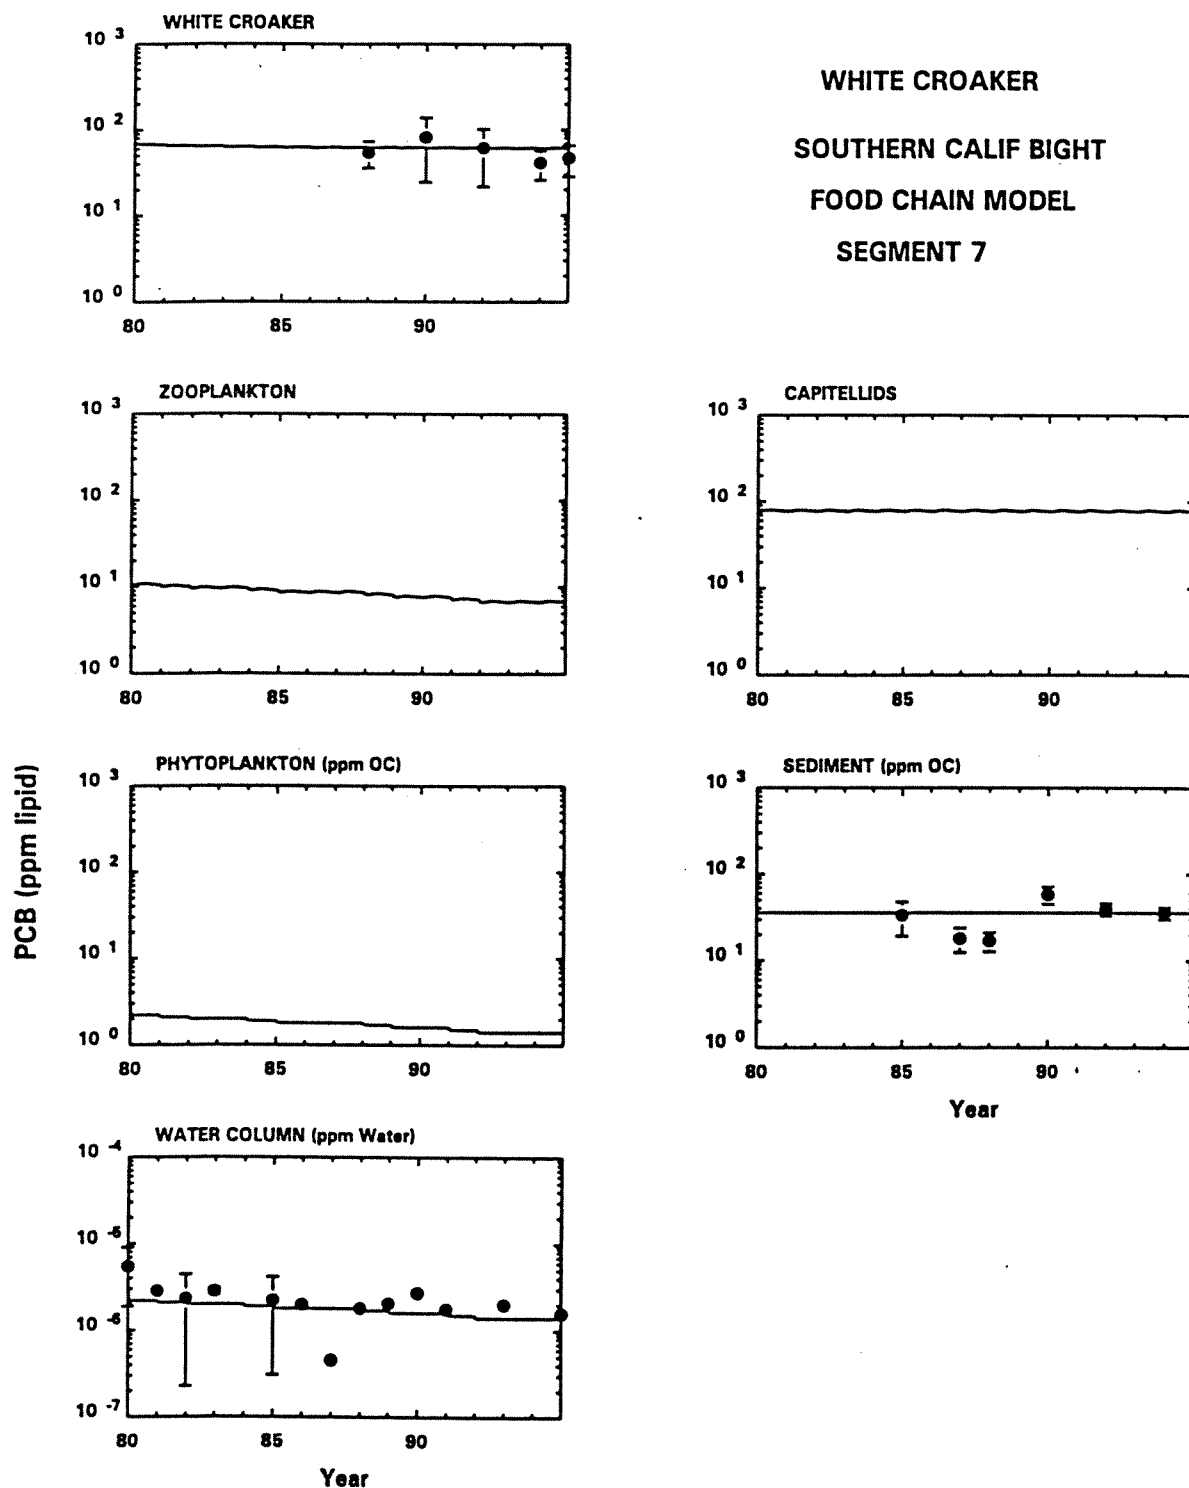 WHITE CROAKER
10 3
10 2
10 1
10 0
80 85 90
WHITE CROAKER
SOUTHERN CALIF BIGHT
FOOD CHAIN MODEL
SEGMENT 7
ZOOPLANKTON
10 3
10 2
10 1
10 0
80 85 90
CAPITELLIDS
10 3
10 2
10 1
10 0
80 85 90
PCB (ppm lipid)
PHYTOPLANKTON (ppm OC)
10 3
10 2
10 1
10 0
80 85 90
SEDIMENT (ppm OC)
10 3
10 2
10 1
10 0
80 85 90
Year
WATER COLUMN (ppm Water)
10 -4
10 -5
10 -6
10 -7
80 85 90
Year